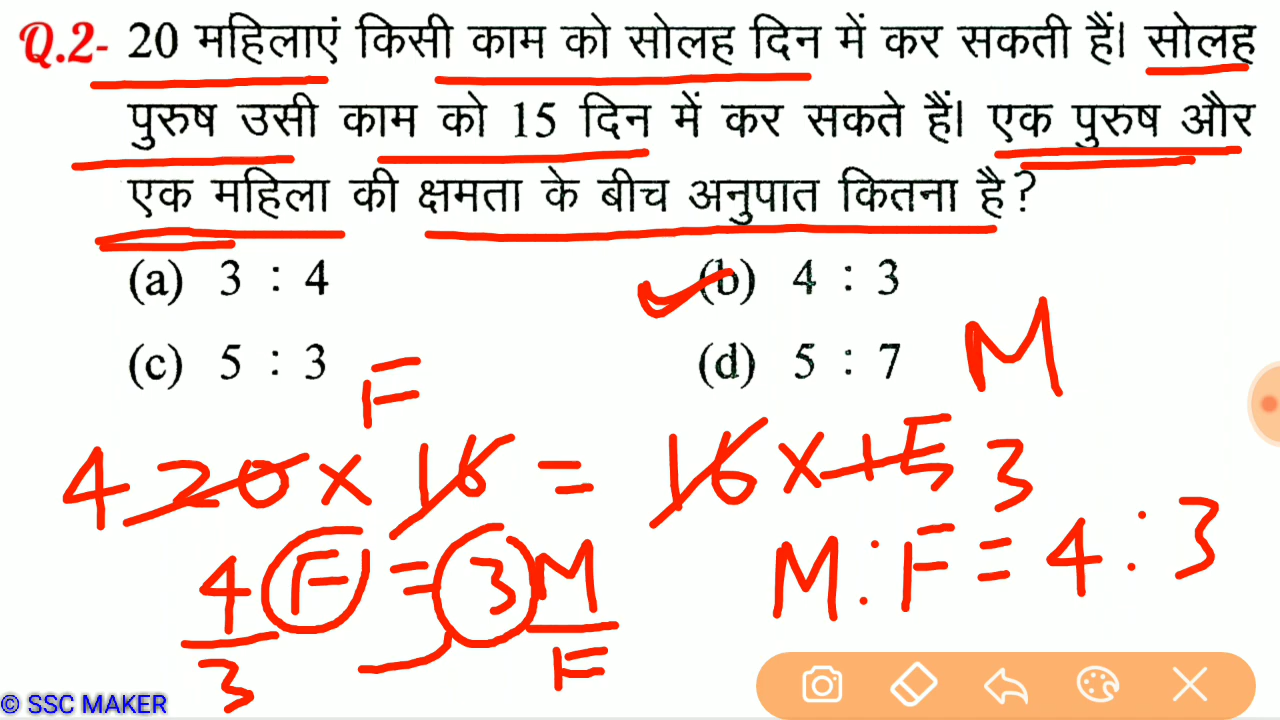 Q.2- 20 महिलाएं किसी काम को सोलह दिन में कर सकती हैं। सोलह
पुरुष उसी काम को 15 दिन में कर सकते हैं। एक पुरुष और
एक महिला की क्षमता के बीच अनुपात कितना है?
(a) 3 : 4 (b) 4 : 3
(c) 5 : 3 (d) 5 : 7
F M
4 20 x 16 = 16 x 15 3
4 F = 3 M M : F = 4 : 3
3 F
© SSC MAKER